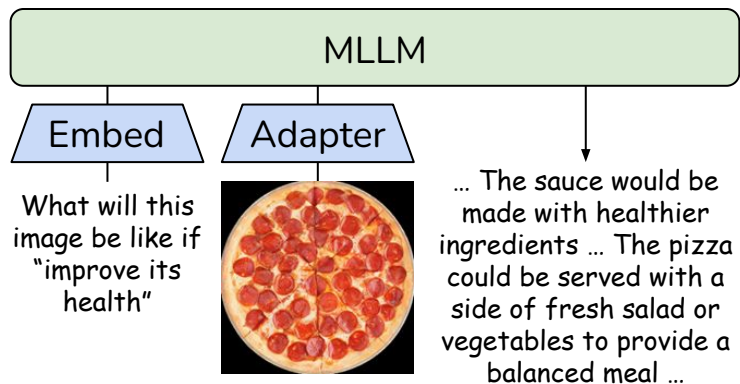 MLLM
Embed
Adapter
What will this
image be like if
“improve its
health”
... The sauce would be
made with healthier
ingredients ... The pizza
could be served with a
side of fresh salad or
vegetables to provide a
balanced meal ...